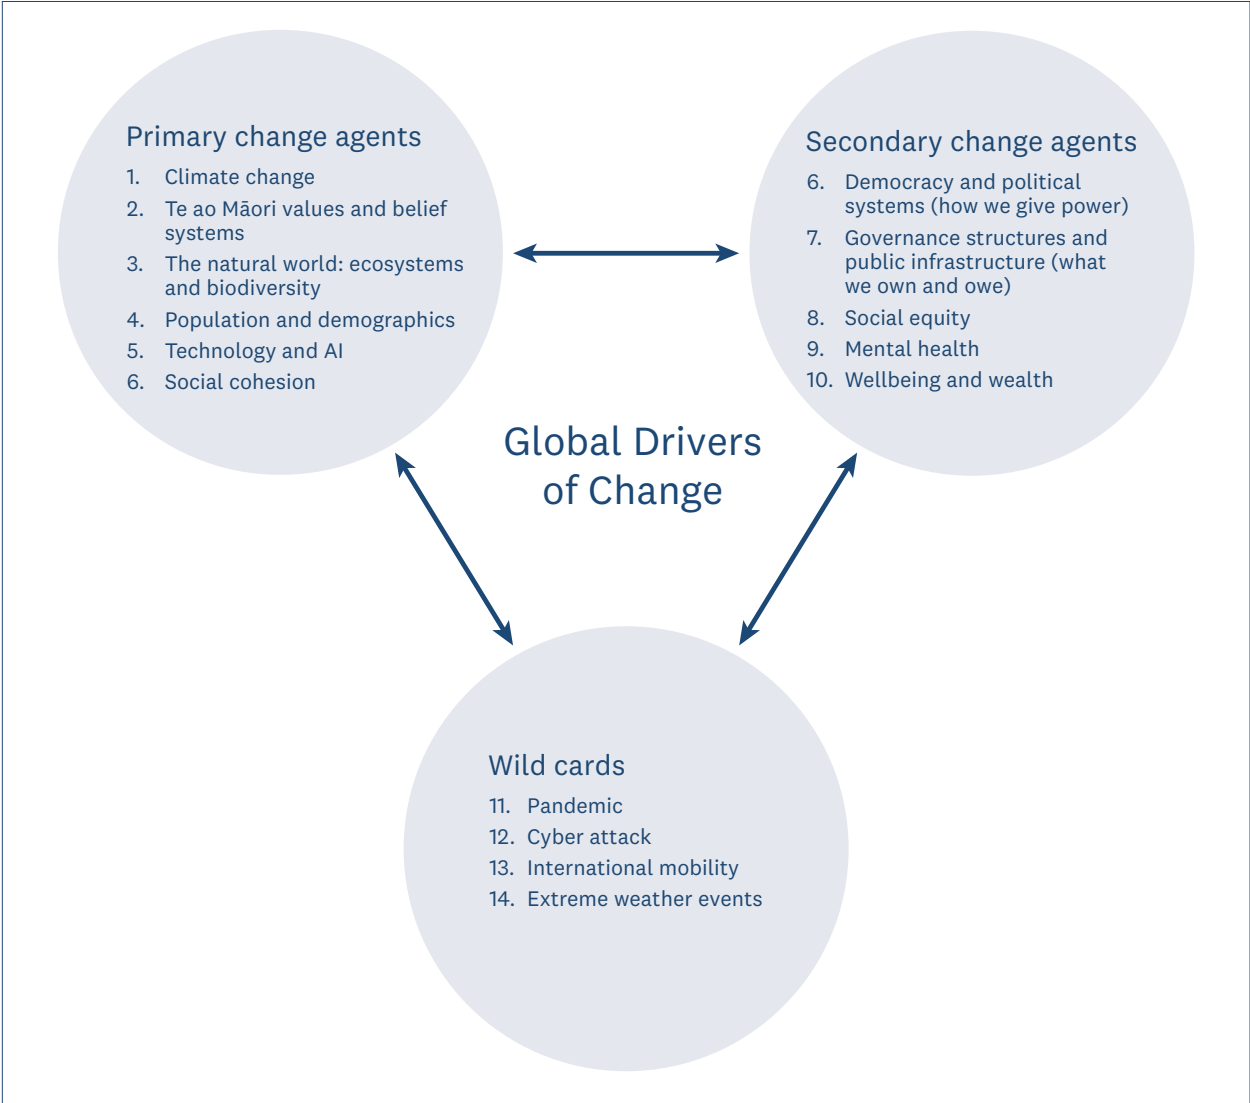 Primary change agents
1. Climate change
2. Te ao Māori values and belief
systems
3. The natural world: ecosystems
and biodiversity
4. Population and demographics
5. Technology and AI
6. Social cohesion
Secondary change agents
6. Democracy and political
systems (how we give power)
7. Governance structures and
public infrastructure (what
we own and owe)
8. Social equity
9. Mental health
10. Wellbeing and wealth
Global Drivers
of Change
Wild cards
11. Pandemic
12. Cyber attack
13. International mobility
14. Extreme weather events